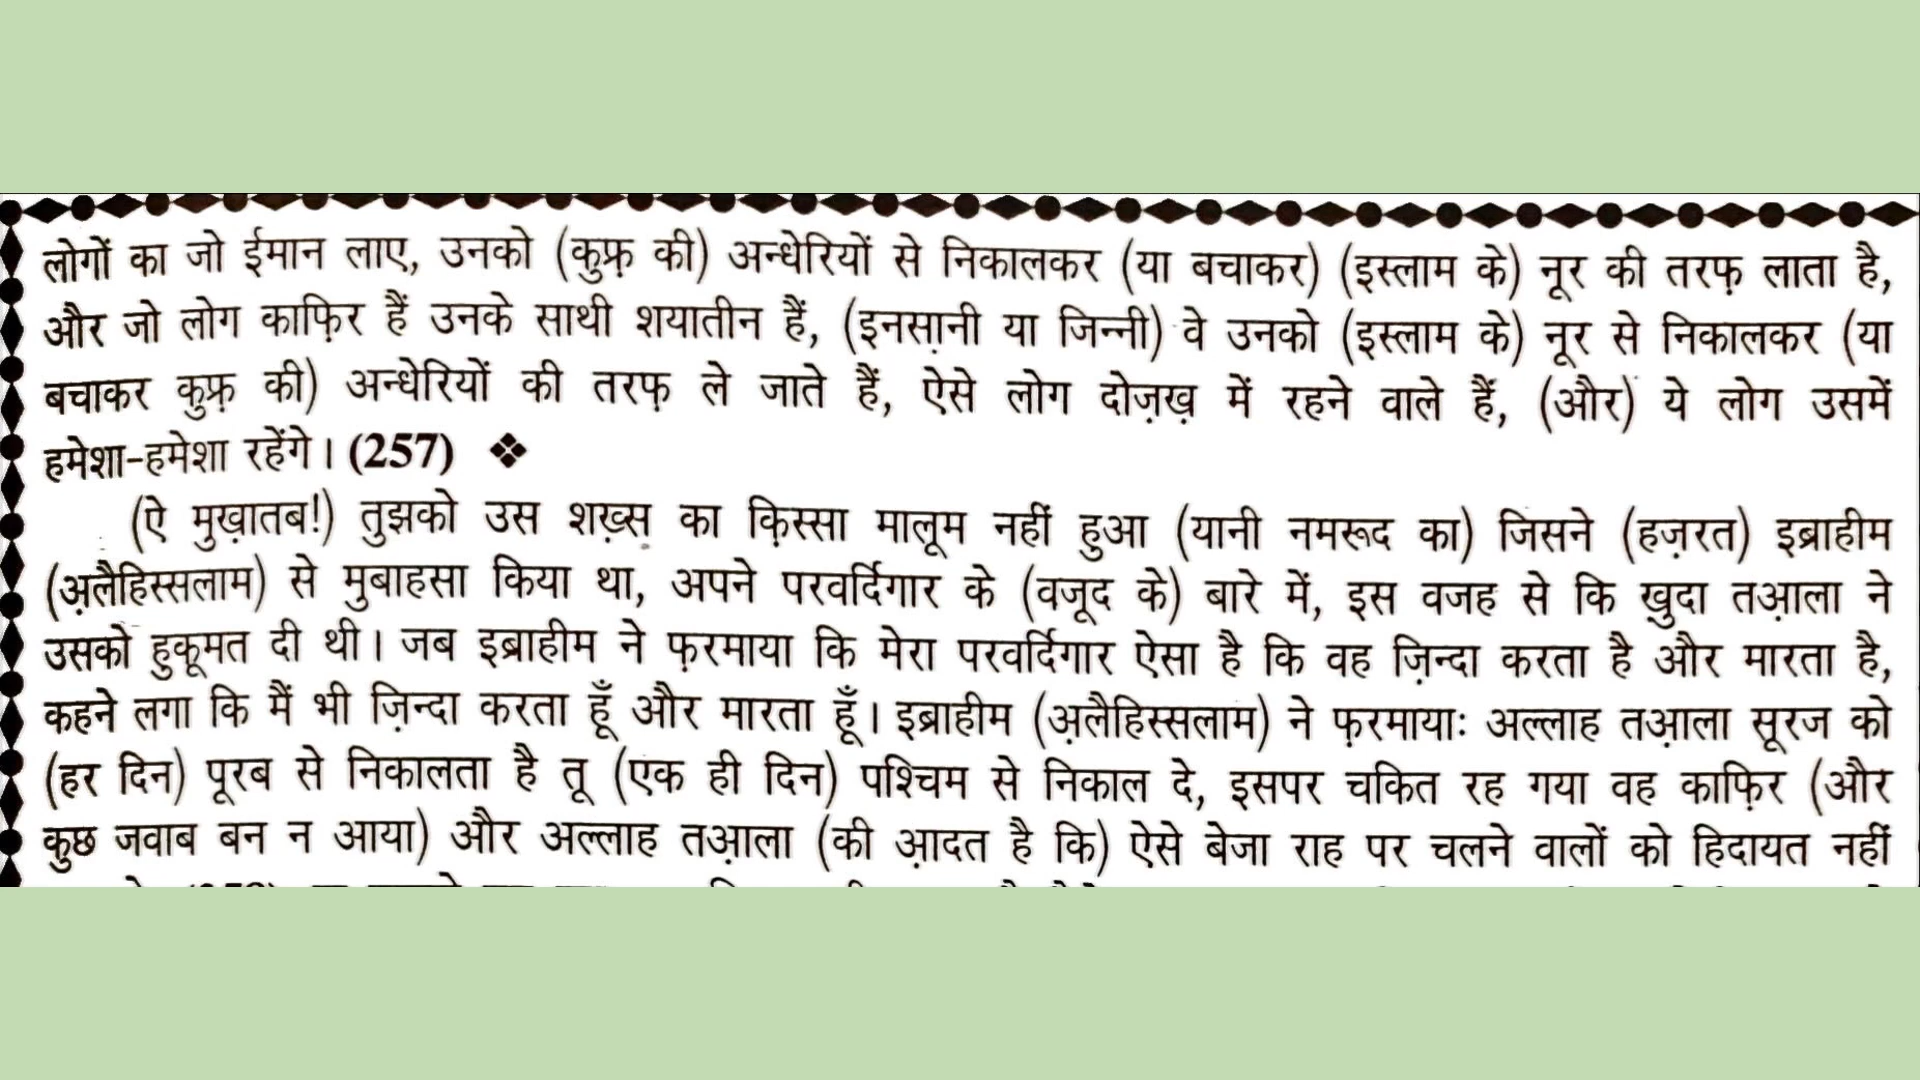 लोगों का जो ईमान लाए, उनको (कुफ़्र की) अन्धेरियों से निकालकर (या बचाकर) (इस्लाम के) नूर की तरफ़ लाता है,
और जो लोग काफ़िर हैं उनके साथी शयातीन हैं, (इनसानी या जिन्नी) वे उनको (इस्लाम के) नूर से निकालकर (या
बचाकर कुफ़्र की) अन्धेरियों की तरफ़ ले जाते हैं, ऐसे लोग दोज़ख़ में रहने वाले हैं, (और) ये लोग उसमें
हमेशा-हमेशा रहेंगे। (257) ❖
(ऐ मुख़ातब!) तुझको उस शख़्स का क़िस्सा मालूम नहीं हुआ (यानी नमरूद का) जिसने (हज़रत) इब्राहीम
(अ़लैहिस्सलाम) से मुबाहसा किया था, अपने परवर्दिगार के (वजूद के) बारे में, इस वजह से कि ख़ुदा तआ़ला ने
उसको हुकूमत दी थी। जब इब्राहीम ने फ़रमाया कि मेरा परवर्दिगार ऐसा है कि वह ज़िन्दा करता है और मारता है,
कहने लगा कि मैं भी ज़िन्दा करता हूँ और मारता हूँ। इब्राहीम (अ़लैहिस्सलाम) ने फ़रमायाः अल्लाह तआ़ला सूरज को
(हर दिन) पूरब से निकालता है तू (एक ही दिन) पश्चिम से निकाल दे, इसपर चकित रह गया वह काफ़िर (और
कुछ जवाब बन न आया) और अल्लाह तआ़ला (की आ़दत है कि) ऐसे बेजा राह पर चलने वालों को हिदायत नहीं